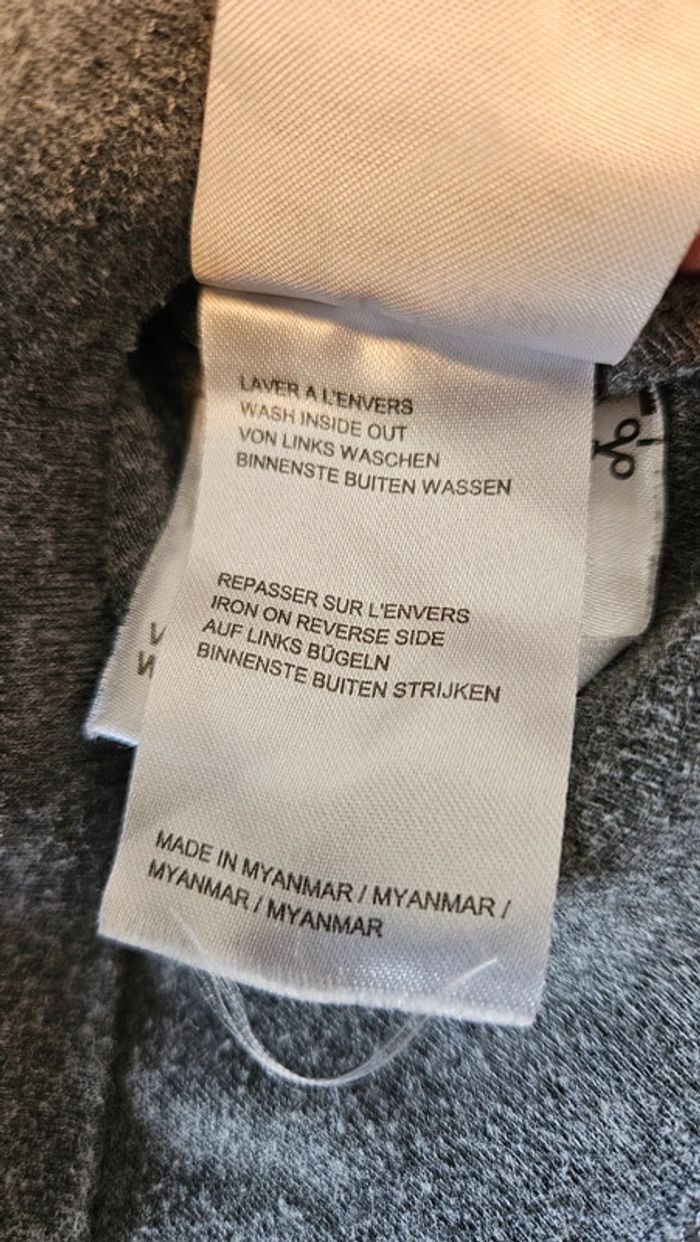 LAVER A L'ENVERS
WASH INSIDE OUT
VON LINKS WASCHEN
BINNENSTE BUITEN WASSEN
REPASSER SUR L'ENVERS
IRON ON REVERSE SIDE
AUF LINKS BÜGELN
BINNENSTE BUITEN STRIJKEN
MADE IN MYANMAR / MYANMAR /
MYANMAR / MYANMAR